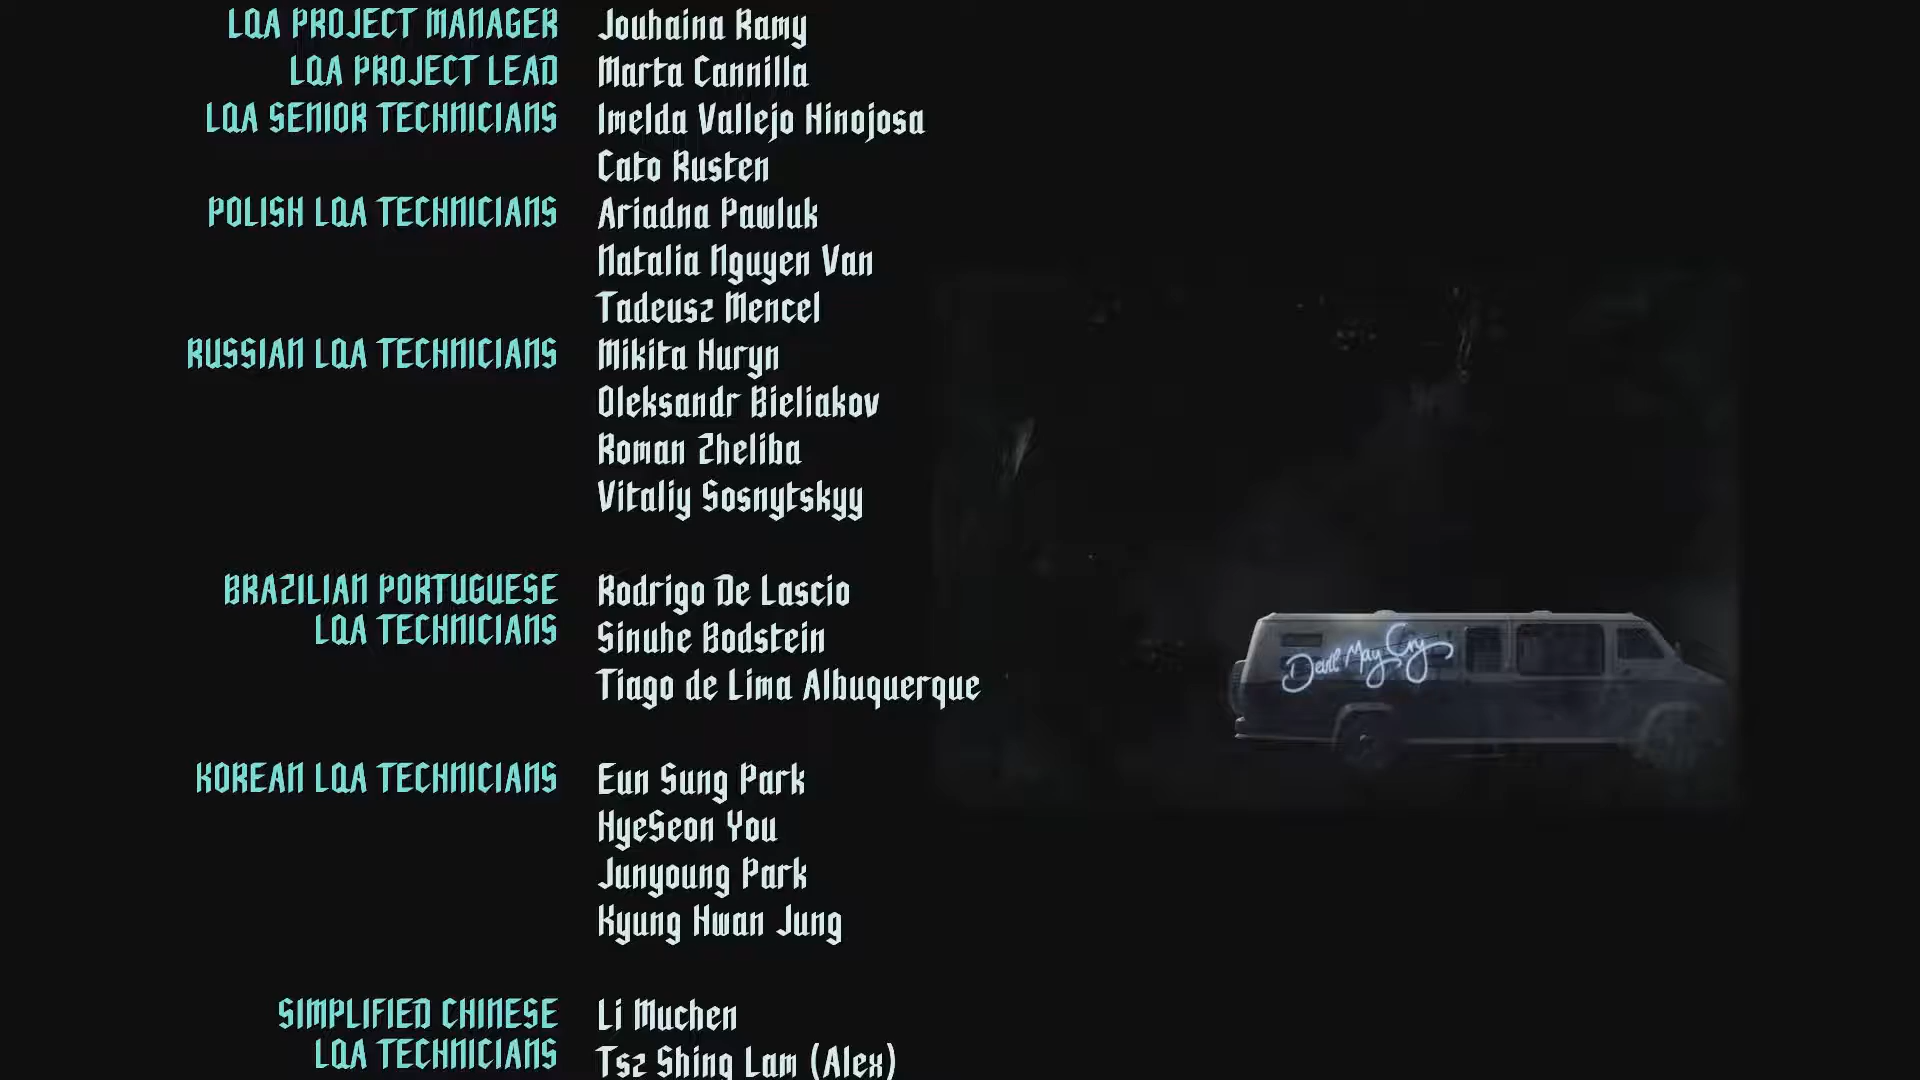 LQA PROJECT MANAGER Jouhaina Ramy
LQA PROJECT LEAD Marta Cannilla
LQA SENIOR TECHNICIANS Imelda Vallejo Hinojosa
Cato Rusten
POLISH LQA TECHNICIANS Ariadna Pawluk
Natalia Nguyen Van
Tadeusz Mencel
RUSSIAN LQA TECHNICIANS Mikita Huryn
Oleksandr Bieliakov
Roman Zheliba
Vitaliy Sosnytskyy
BRAZILIAN PORTUGUESE Rodrigo De Lascio
LQA TECHNICIANS Sinuhe Bodstein
Tiago de Lima Albuquerque
Devil May Cry
KOREAN LQA TECHNICIANS Eun Sung Park
HyeSeon You
Junyoung Park
Kyung Hwan Jung
SIMPLIFIED CHINESE Li Muchen
LQA TECHNICIANS Tsz Shing Lam (Alex)